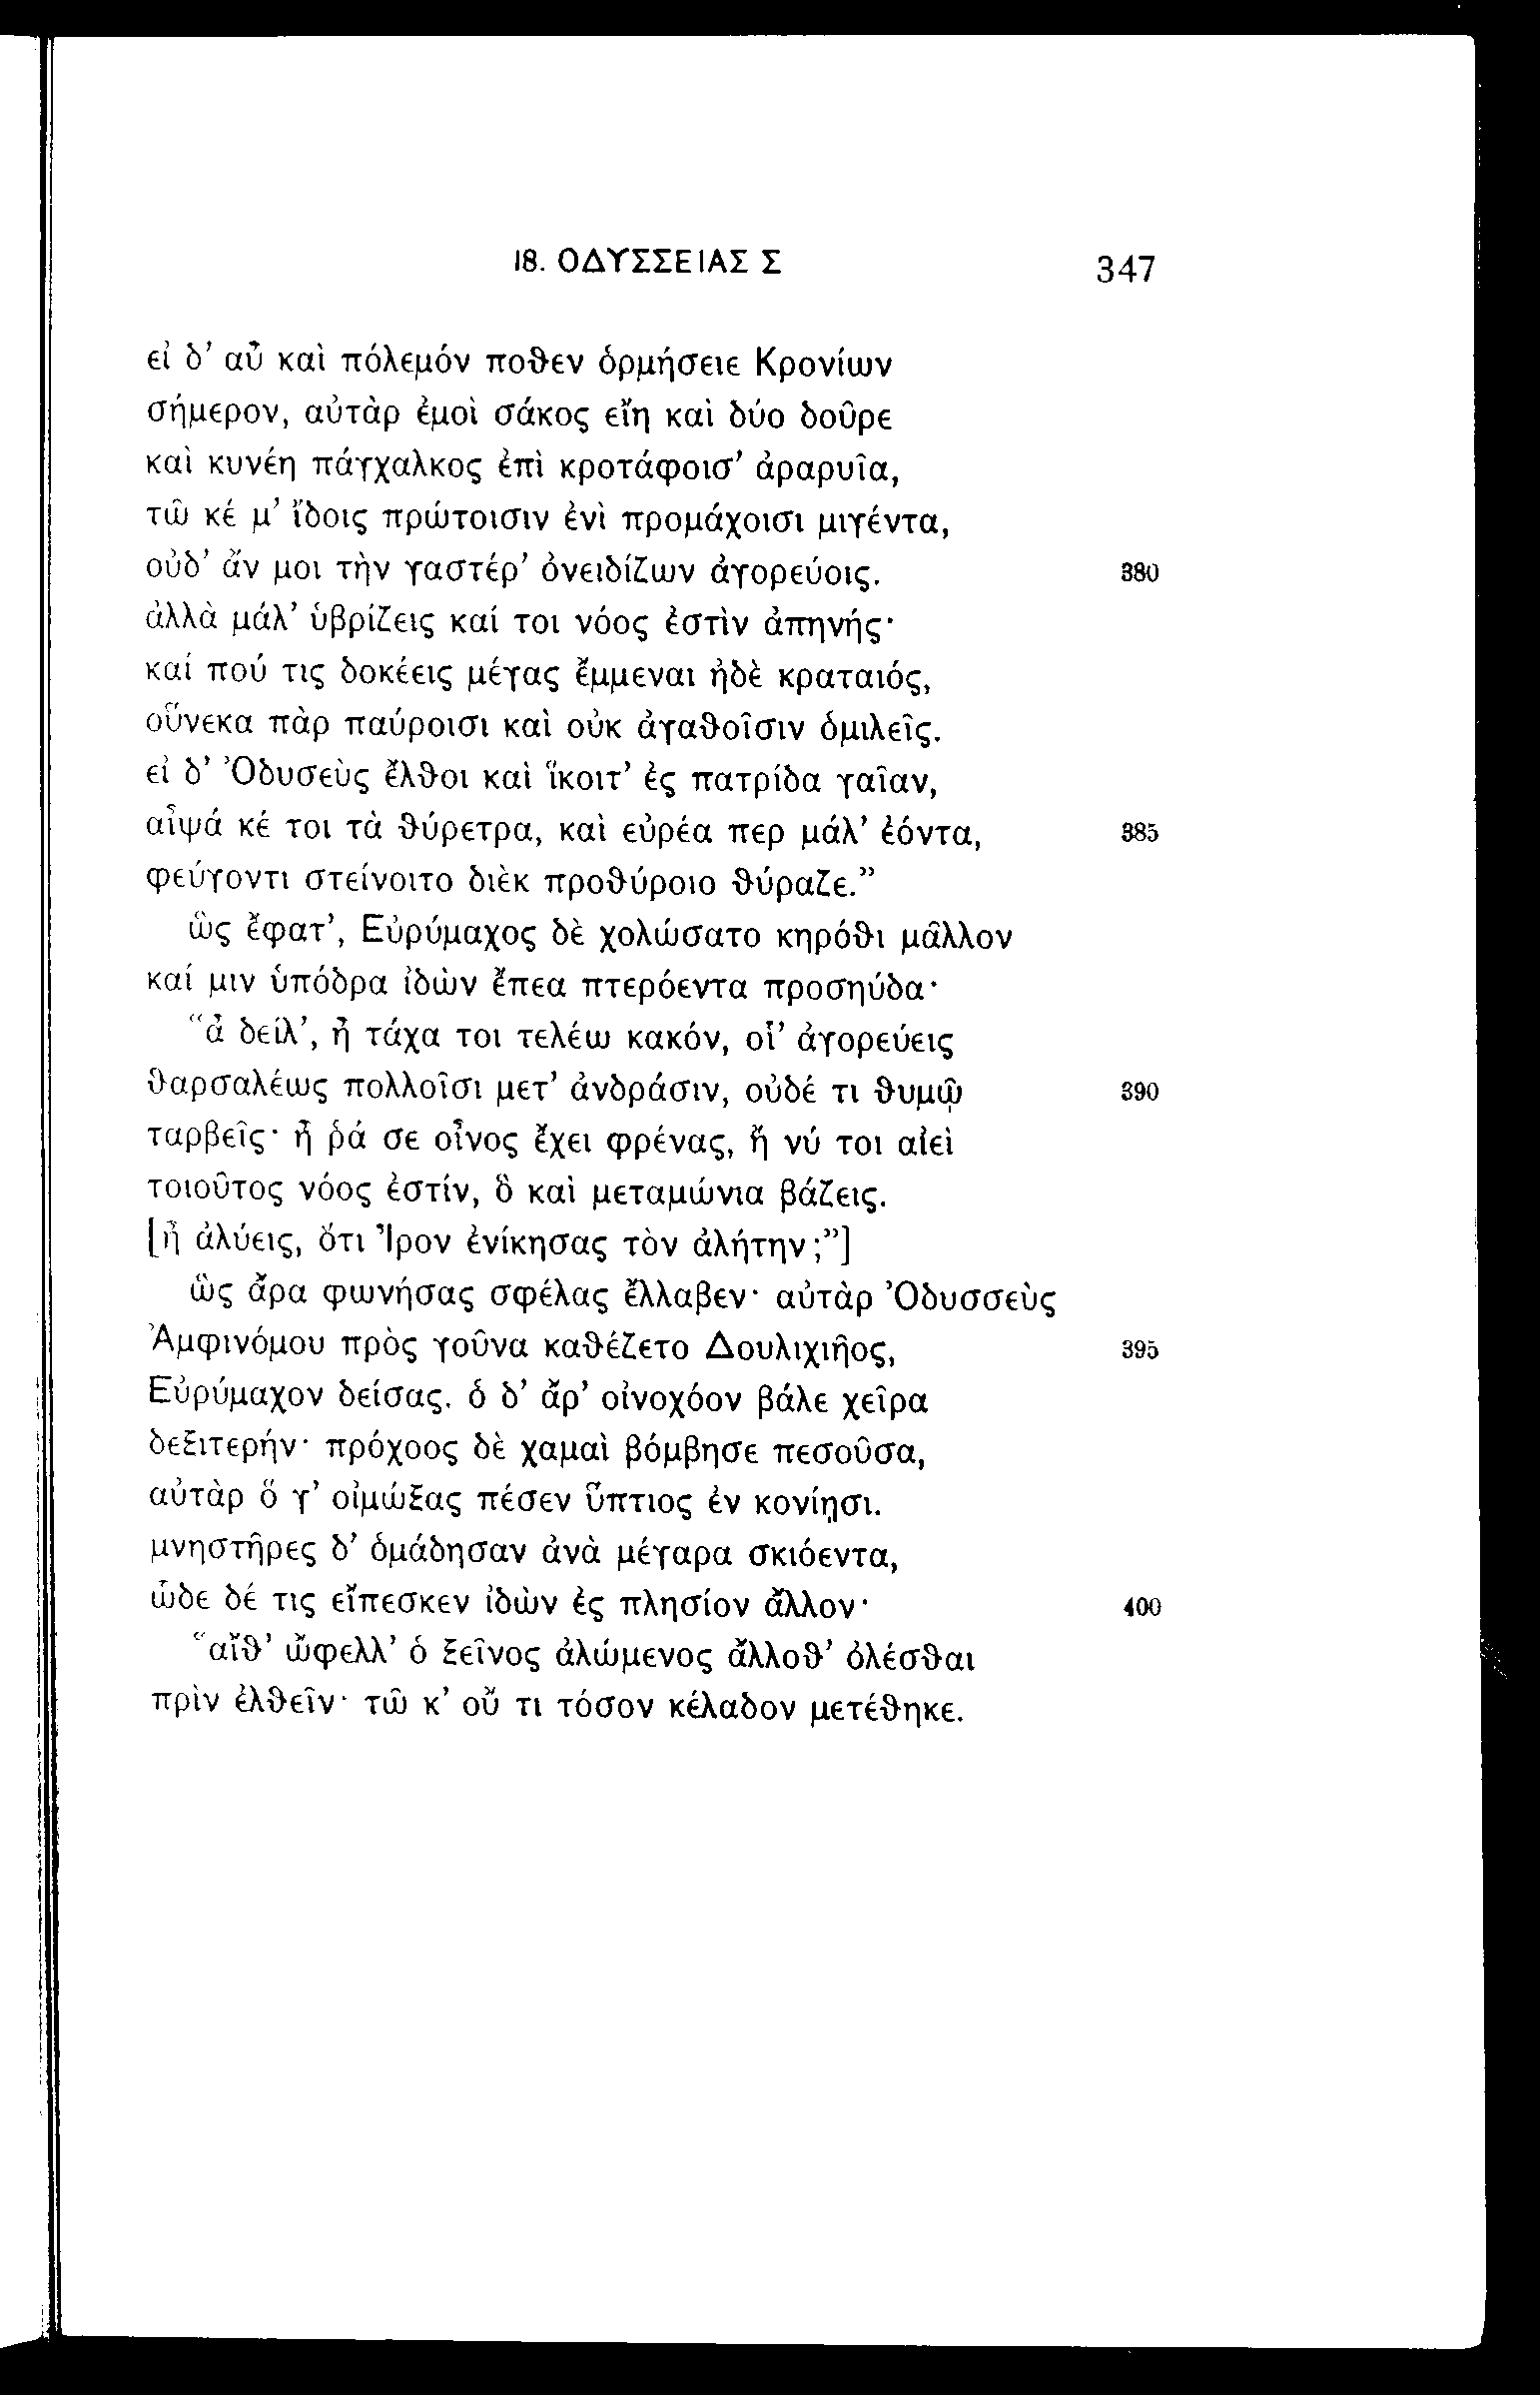 18. ΟΔΥΣΣΕΙΑΣ Σ 347
εἰ δ’ αὖ καὶ πόλεμόν ποθεν ὁρμήσειε Κρονίων
σήμερον, αὐτὰρ ἐμοὶ σάκος εἴη καὶ δύο δοῦρε
καὶ κυνέη πάγχαλκος ἐπὶ κροτάφοισ’ ἀραρυῖα,
τῶ κέ μ’ ἴδοις πρώτοισιν ἐνὶ προμάχοισι μιγέντα,
οὐδ’ ἄν μοι τὴν γαστέρ’ ὀνειδίζων ἀγορεύοις. 380
ἀλλὰ μάλ’ ὑβρίζεις καί τοι νόος ἐστὶν ἀπηνής·
καί πού τις δοκέεις μέγας ἔμμεναι ἠδὲ κραταιός,
οὕνεκα πὰρ παύροισι καὶ οὐκ ἀγαθοῖσιν ὁμιλεῖς.
εἰ δ’ Ὀδυσεὺς ἔλθοι καὶ ἵκοιτ’ ἐς πατρίδα γαῖαν,
αἶψά κέ τοι τὰ θύρετρα, καὶ εὐρέα περ μάλ’ ἐόντα, 385
φεύγοντι στείνοιτο διὲκ προθύροιο θύραζε.”
ὣς ἔφατ’, Εὐρύμαχος δὲ χολώσατο κηρόθι μᾶλλον
καί μιν ὑπόδρα ἰδὼν ἔπεα πτερόεντα προσηύδα·
“ἆ δείλ’, ἦ τάχα τοι τελέω κακόν, οἷ’ ἀγορεύεις
θαρσαλέως πολλοῖσι μετ’ ἀνδράσιν, οὐδέ τι θυμῷ 390
ταρβεῖς· ἦ ῥά σε οἶνος ἔχει φρένας, ἤ νύ τοι αἰεὶ
τοιοῦτος νόος ἐστίν, ὃ καὶ μεταμώνια βάζεις.
[ἦ ἀλύεις, ὅτι Ἶρον ἐνίκησας τὸν ἀλήτην;”]
ὣς ἄρα φωνήσας σφέλας ἔλλαβεν· αὐτὰρ Ὀδυσσεὺς
Ἀμφινόμου πρὸς γοῦνα καθέζετο Δουλιχιῆος, 395
Εὐρύμαχον δείσας. ὁ δ’ ἄρ’ οἰνοχόον βάλε χεῖρα
δεξιτερήν· πρόχοος δὲ χαμαὶ βόμβησε πεσοῦσα,
αὐτὰρ ὅ γ’ οἰμώξας πέσεν ὕπτιος ἐν κονίῃσι.
μνηστῆρες δ’ ὁμάδησαν ἀνὰ μέγαρα σκιόεντα,
ὧδε δέ τις εἴπεσκεν ἰδὼν ἐς πλησίον ἄλλον· 400
“αἴθ’ ὤφελλ’ ὁ ξεῖνος ἀλώμενος ἄλλοθ’ ὀλέσθαι
πρὶν ἐλθεῖν· τῶ κ’ οὔ τι τόσον κέλαδον μετέθηκε.